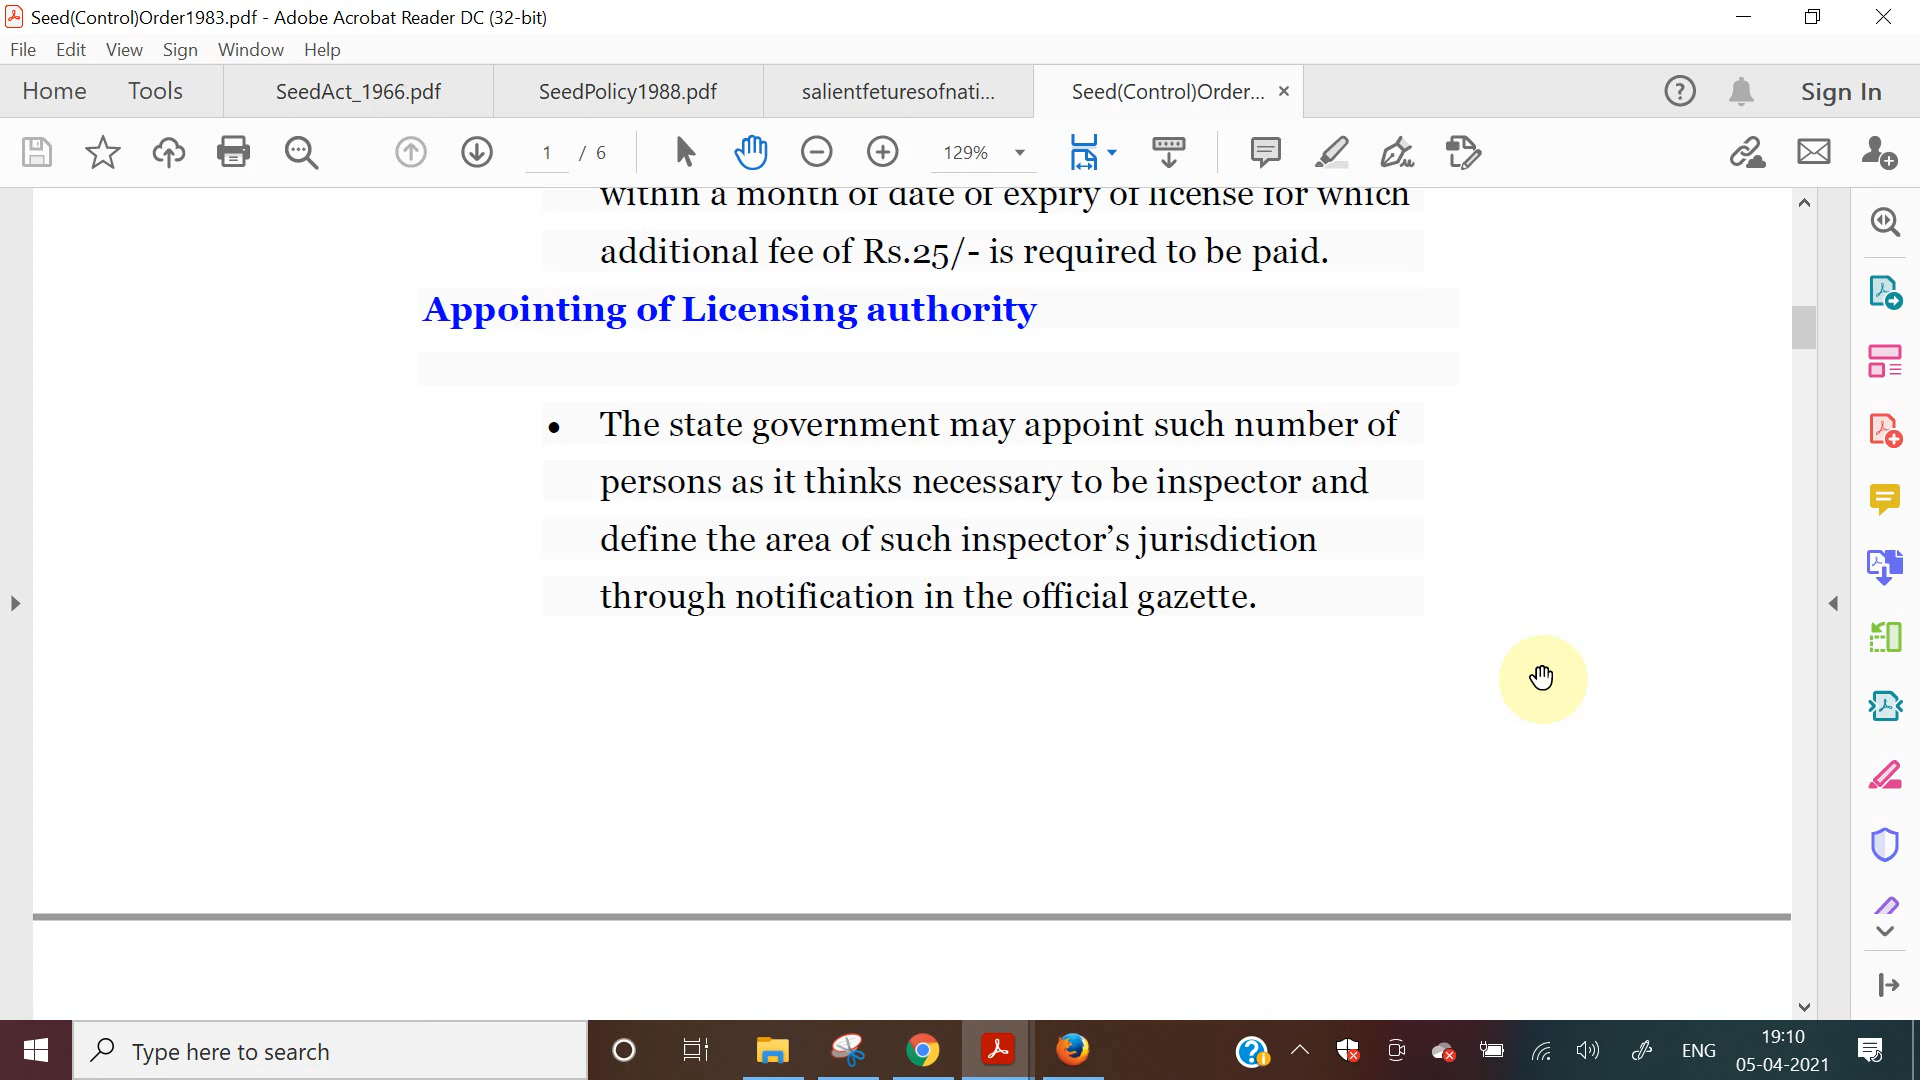 Seed(Control)Order1983.pdf - Adobe Acrobat Reader DC (32-bit)
File Edit View Sign Window Help
Home Tools SeedAct_1966.pdf SeedPolicy1988.pdf salientfeturesofnati... Seed(Control)Order... × Sign In
1 / 6 129%
within a month of date of expiry of license for which
additional fee of Rs.25/- is required to be paid.
Appointing of Licensing authority
• The state government may appoint such number of
persons as it thinks necessary to be inspector and
define the area of such inspector’s jurisdiction
through notification in the official gazette.
Type here to search
ENG
19:10
05-04-2021